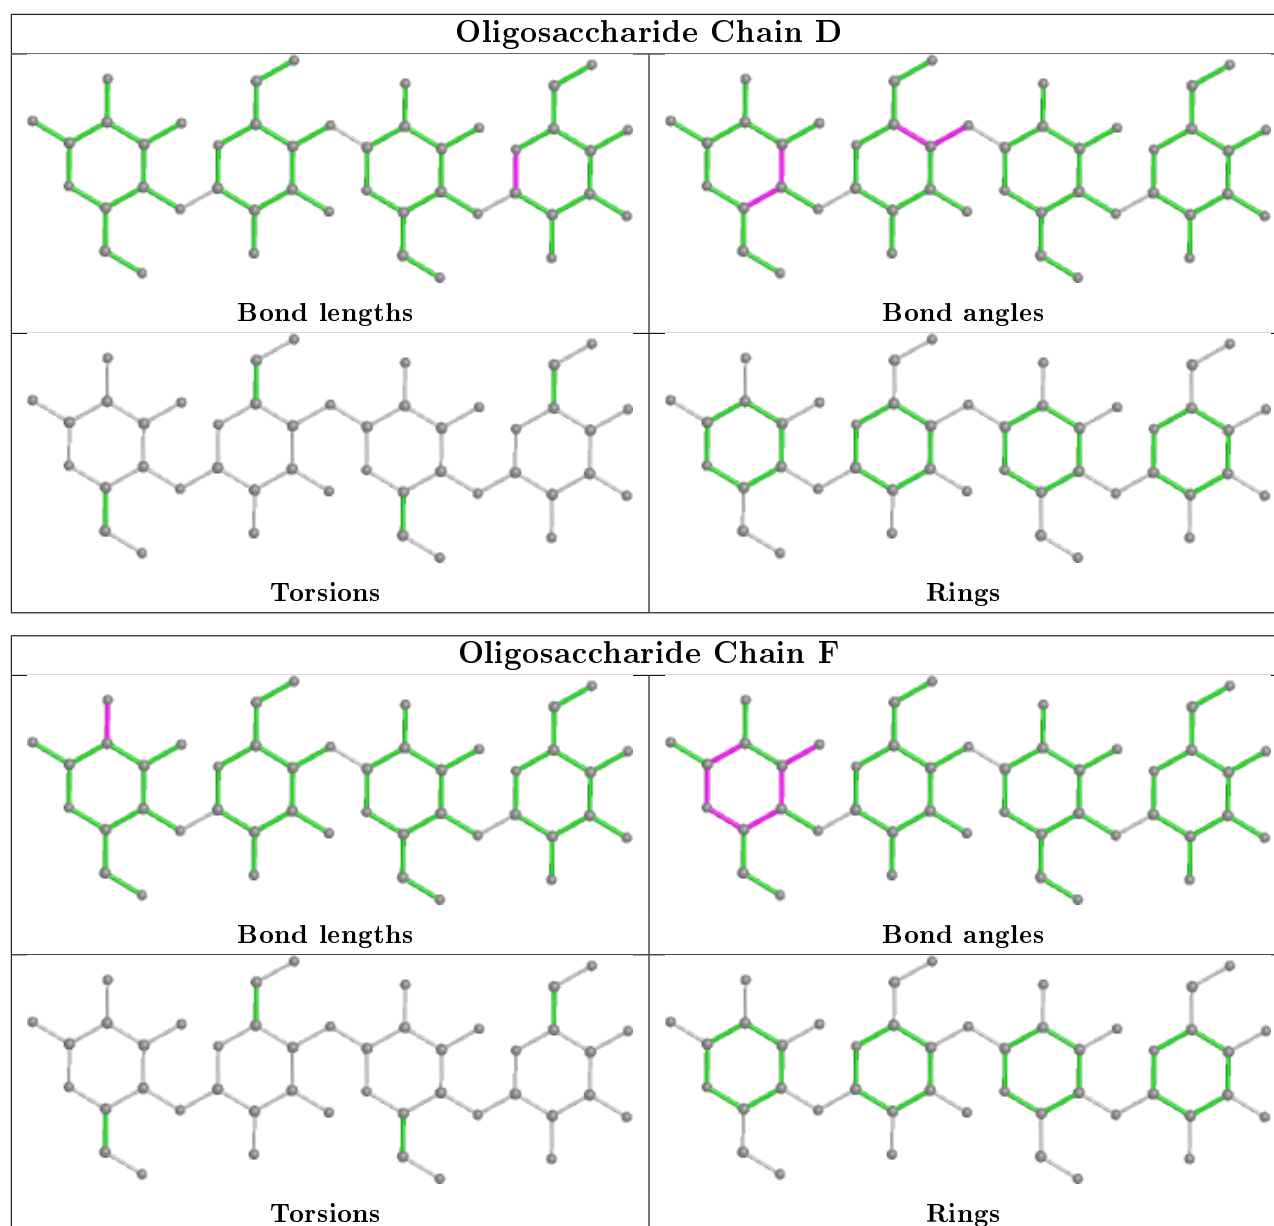 Oligosaccharide Chain D
Bond lengths
Bond angles
Torsions
Rings
Oligosaccharide Chain F
Bond lengths
Bond angles
Torsions
Rings